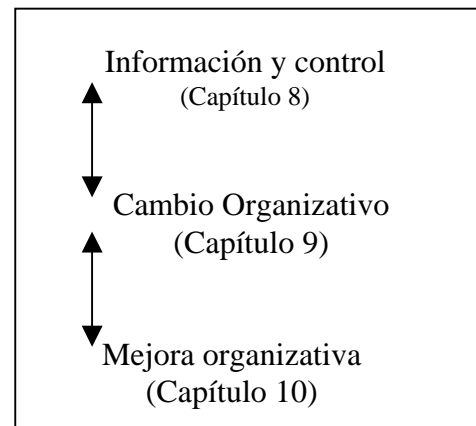 Información y control
(Capítulo 8)
Cambio Organizativo
(Capítulo 9)
Mejora organizativa
(Capítulo 10)